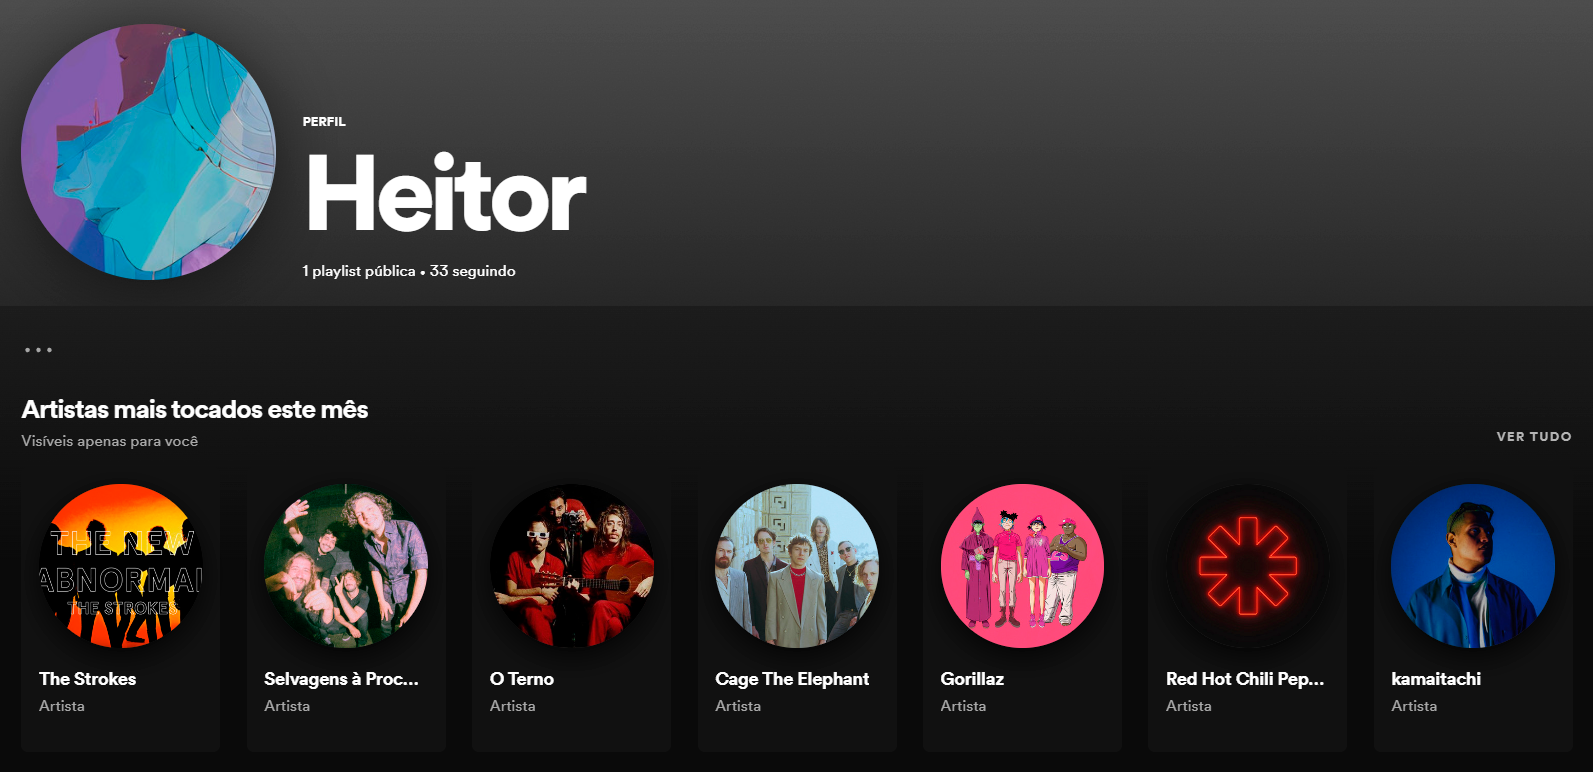 PERFIL
Heitor
1 playlist pública • 33 seguindo
Artistas mais tocados este mês
Visíveis apenas para você
VER TUDO
THE NEW
ABNORMAL
THE STROKES
The Strokes
Artista
Selvagens à Proc...
Artista
O Terno
Artista
Cage The Elephant
Artista
Gorillaz
Artista
Red Hot Chili Pep...
Artista
kamaitachi
Artista